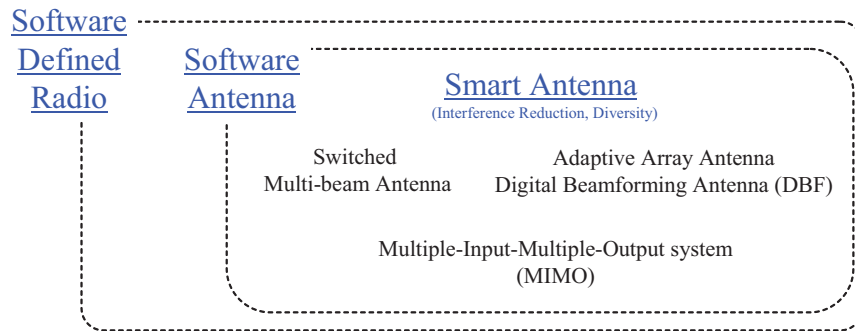 Software
Defined
Radio
Software
Antenna
Smart Antenna
(Interference Reduction, Diversity)
Switched
Multi-beam Antenna
Adaptive Array Antenna
Digital Beamforming Antenna (DBF)
Multiple-Input-Multiple-Output system
(MIMO)